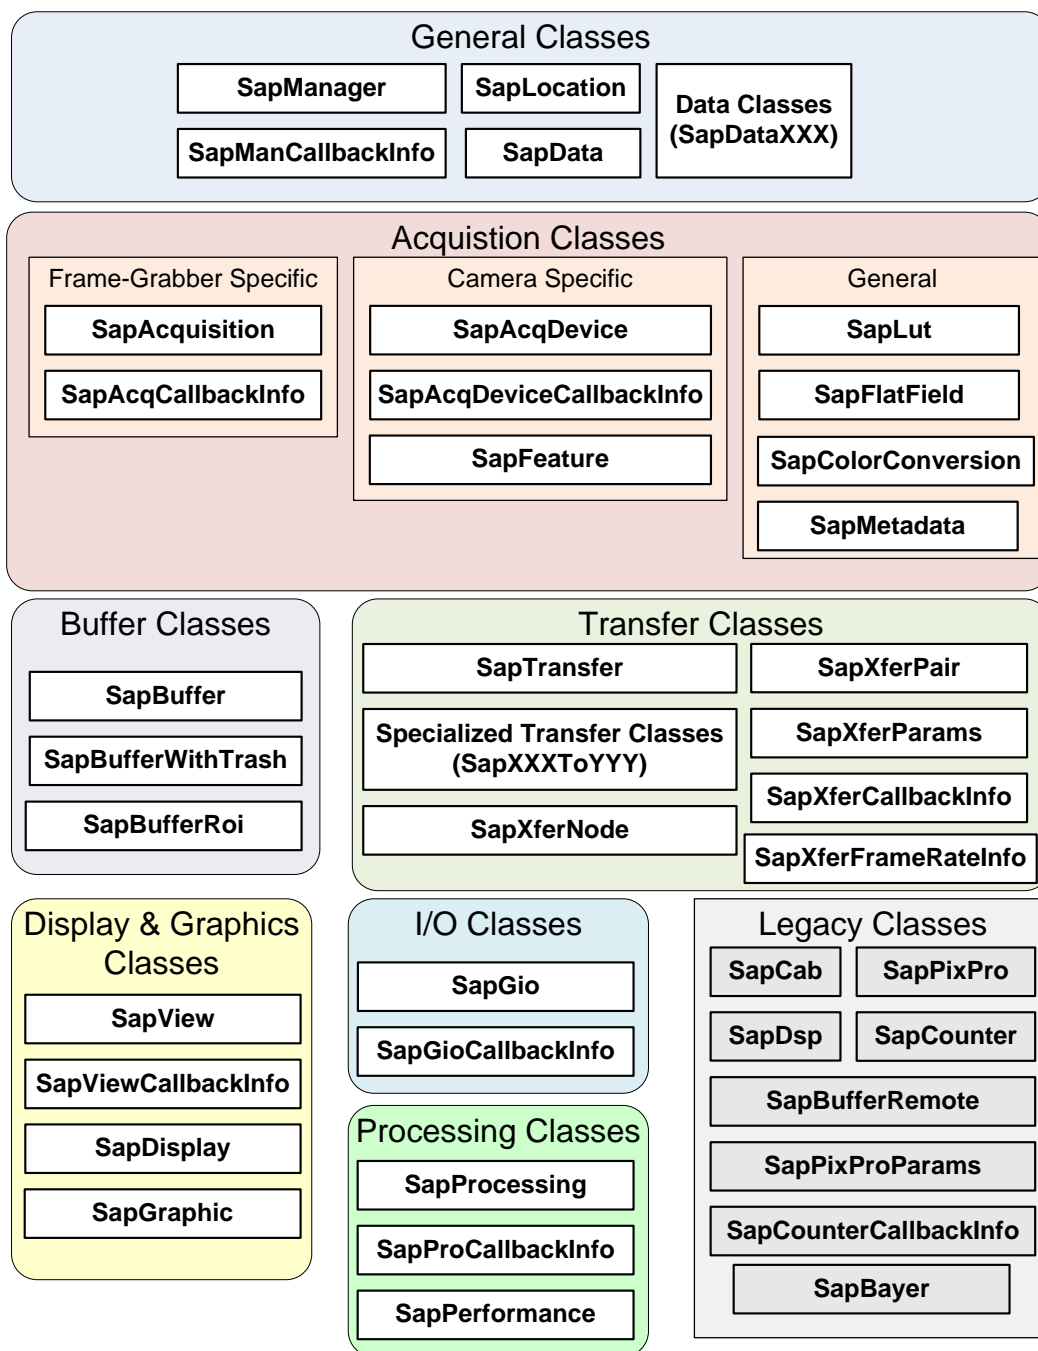 General Classes
SapManager
SapLocation
Data Classes
(SapDataXXX)
SapManCallbackInfo
SapData
Acquistion Classes
Frame-Grabber Specific
SapAcquisition
SapAcqCallbackInfo
Camera Specific
SapAcqDevice
SapAcqDeviceCallbackInfo
SapFeature
General
SapLut
SapFlatField
SapColorConversion
SapMetadata
Buffer Classes
SapBuffer
SapBufferWithTrash
SapBufferRoi
Transfer Classes
SapTransfer
Specialized Transfer Classes
(SapXXXToYYY)
SapXferNode
SapXferPair
SapXferParams
SapXferCallbackInfo
SapXferFrameRateInfo
Display & Graphics
Classes
SapView
SapViewCallbackInfo
SapDisplay
SapGraphic
I/O Classes
SapGio
SapGioCallbackInfo
Processing Classes
SapProcessing
SapProCallbackInfo
SapPerformance
Legacy Classes
SapCab
SapPixPro
SapDsp
SapCounter
SapBufferRemote
SapPixProParams
SapCounterCallbackInfo
SapBayer